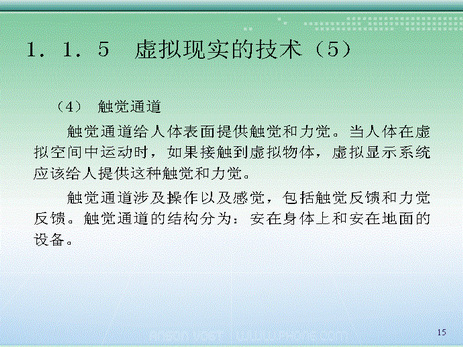 1．1．5 虚拟现实的技术（5）
（4） 触觉通道
触觉通道给人体表面提供触觉和力觉。当人体在虚
拟空间中运动时，如果接触到虚拟物体，虚拟显示系统
应该给人提供这种触觉和力觉。
触觉通道涉及操作以及感觉，包括触觉反馈和力觉
反馈。触觉通道的结构分为：安在身体上和安在地面的
设备。
15